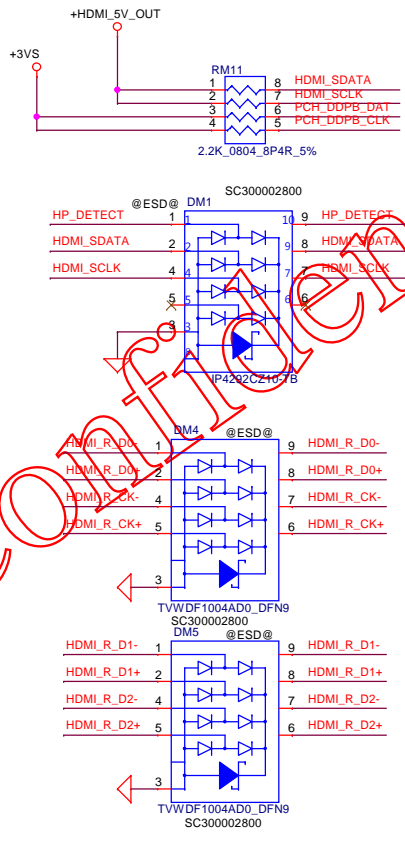 +HDMI_5V_OUT
+3VS
RM11
1 8 HDMI_SDATA
2 7 HDMI_SCLK
3 6 PCH_DDPB_DAT
4 5 PCH_DDPB_CLK
2.2K_0804_8P4R_5%
SC300002800
@ESD@ DM1
HP_DETECT 1 1 10 9 HP_DETECT
HDMI_SDATA 2 2 9 8 HDMI_SDATA
HDMI_SCLK 4 4 7 7 HDMI_SCLK
5 5 6 6
3 3
8
IP4292CZ10-TB
Confiden
DM4 @ESD@
HDMI_R_D0- 1 9 HDMI_R_D0-
HDMI_R_D0+ 2 8 HDMI_R_D0+
HDMI_R_CK- 4 7 HDMI_R_CK-
HDMI_R_CK+ 5 6 HDMI_R_CK+
3
TVWDF1004AD0_DFN9
SC300002800
DM5 @ESD@
HDMI_R_D1- 1 9 HDMI_R_D1-
HDMI_R_D1+ 2 8 HDMI_R_D1+
HDMI_R_D2- 4 7 HDMI_R_D2-
HDMI_R_D2+ 5 6 HDMI_R_D2+
3
TVWDF1004AD0_DFN9
SC300002800